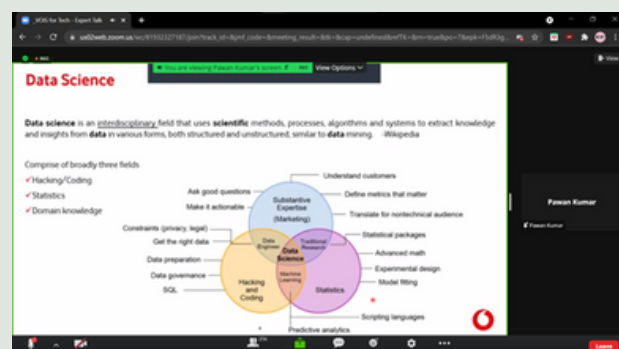 _VOIS for Tech - Expert Talk
REC
You are viewing Pawan Kumar's screen
View Options
View
Data Science
Data science is an interdisciplinary field that uses scientific methods, processes, algorithms and systems to extract knowledge
and insights from data in various forms, both structured and unstructured, similar to data mining. -Wikipedia
Comprise of broadly three fields
✓Hacking/Coding
✓Statistics
✓Domain knowledge
Understand customers
Ask good questions
Define metrics that matter
Make it actionable
Substantive
Expertise
(Marketing)
Translate for nontechnical audience
Constraints (privacy, legal)
Statistical packages
Get the right data
Data
Engineer
Traditional
Research
Data
Science
Advanced math
Data preparation
Experimental design
Data governance
Machine
Learning
Model fitting
SQL
Hacking
and
Coding
Statistics
Scripting languages
Predictive analytics
Pawan Kumar
Pawan Kumar
Leave